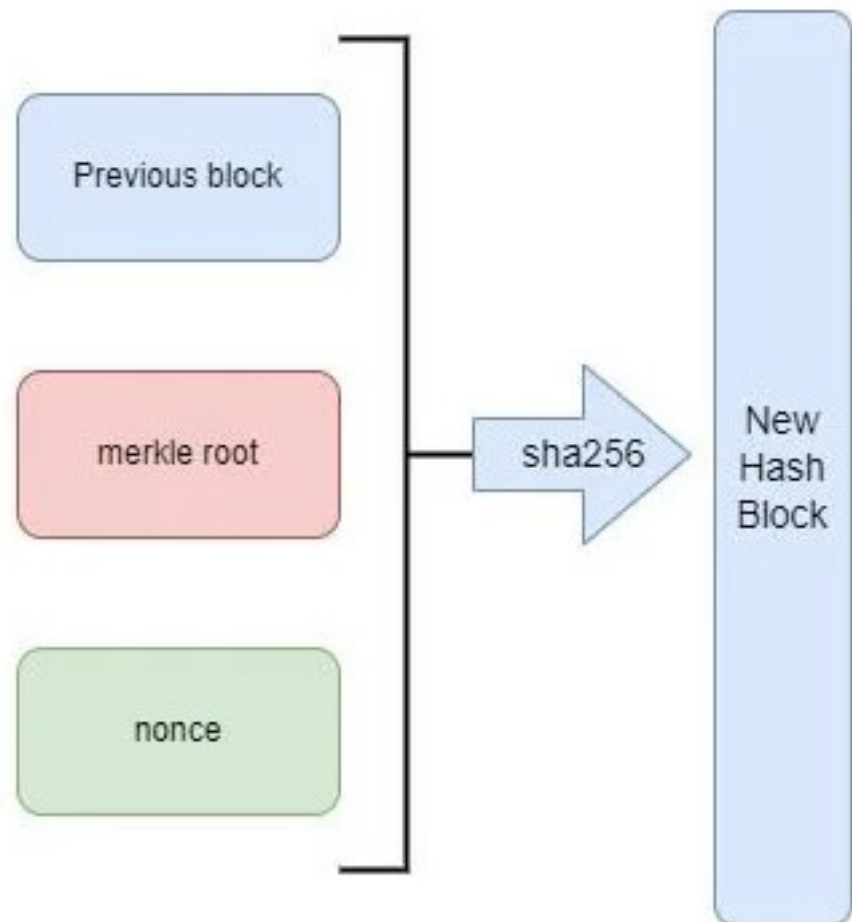 Previous block
merkle root
nonce
sha256
New
Hash
Block